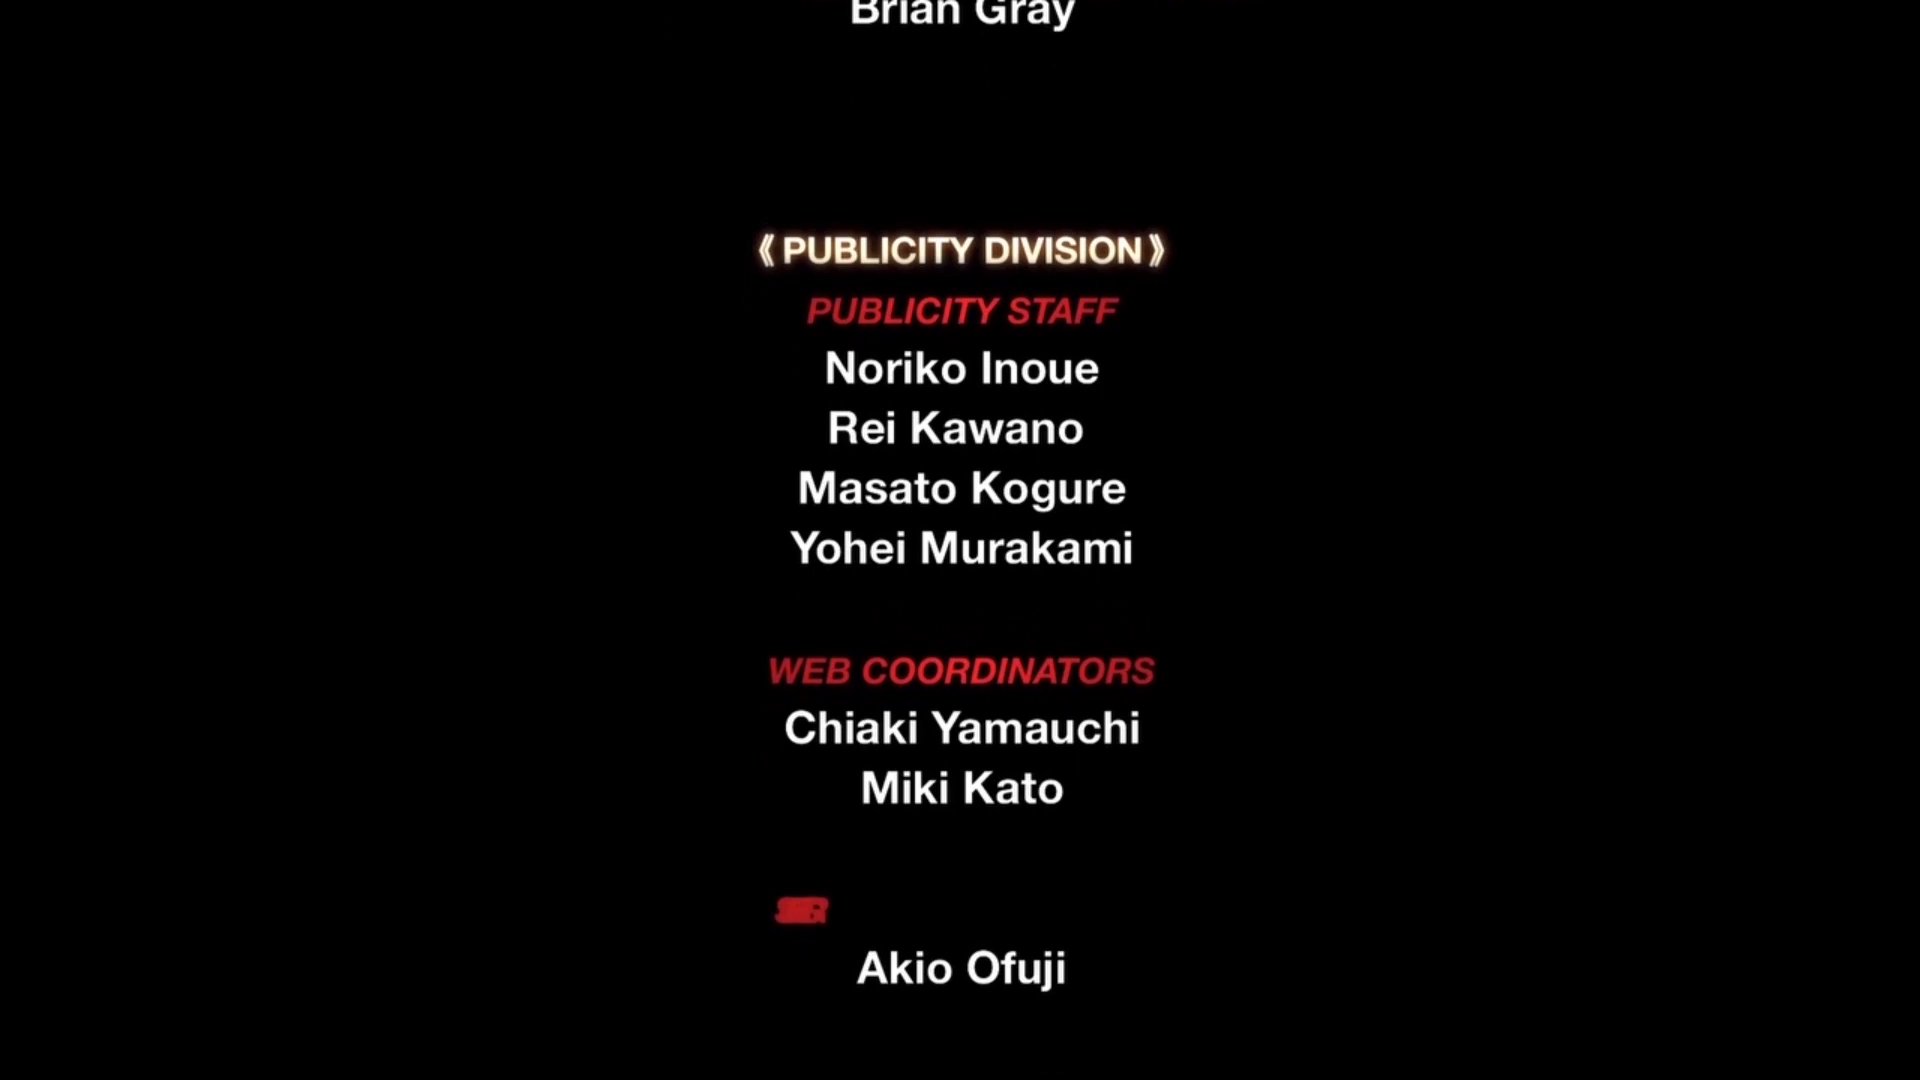 Brian Gray
《 PUBLICITY DIVISION 》
PUBLICITY STAFF
Noriko Inoue
Rei Kawano
Masato Kogure
Yohei Murakami
WEB COORDINATORS
Chiaki Yamauchi
Miki Kato
Akio Ofuji